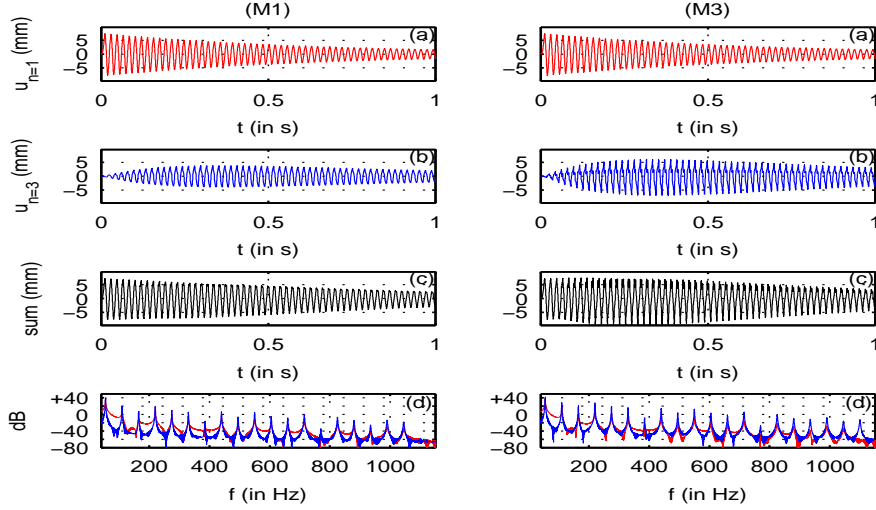 (M1)
(a)
u_{n=1} (mm)
5
0
−5
0 0.5 1
t (in s)
(b)
u_{n=3} (mm)
5
0
−5
0 0.5 1
t (in s)
(c)
sum (mm)
5
0
−5
0 0.5 1
t (in s)
(d)
dB
+40
0
−40
−80
200 400 600 800 1000
f (in Hz)
(M3)
(a)
5
0
−5
0 0.5 1
t (in s)
(b)
5
0
−5
0 0.5 1
t (in s)
(c)
5
0
−5
0 0.5 1
t (in s)
(d)
+40
0
−40
−80
200 400 600 800 1000
f (in Hz)